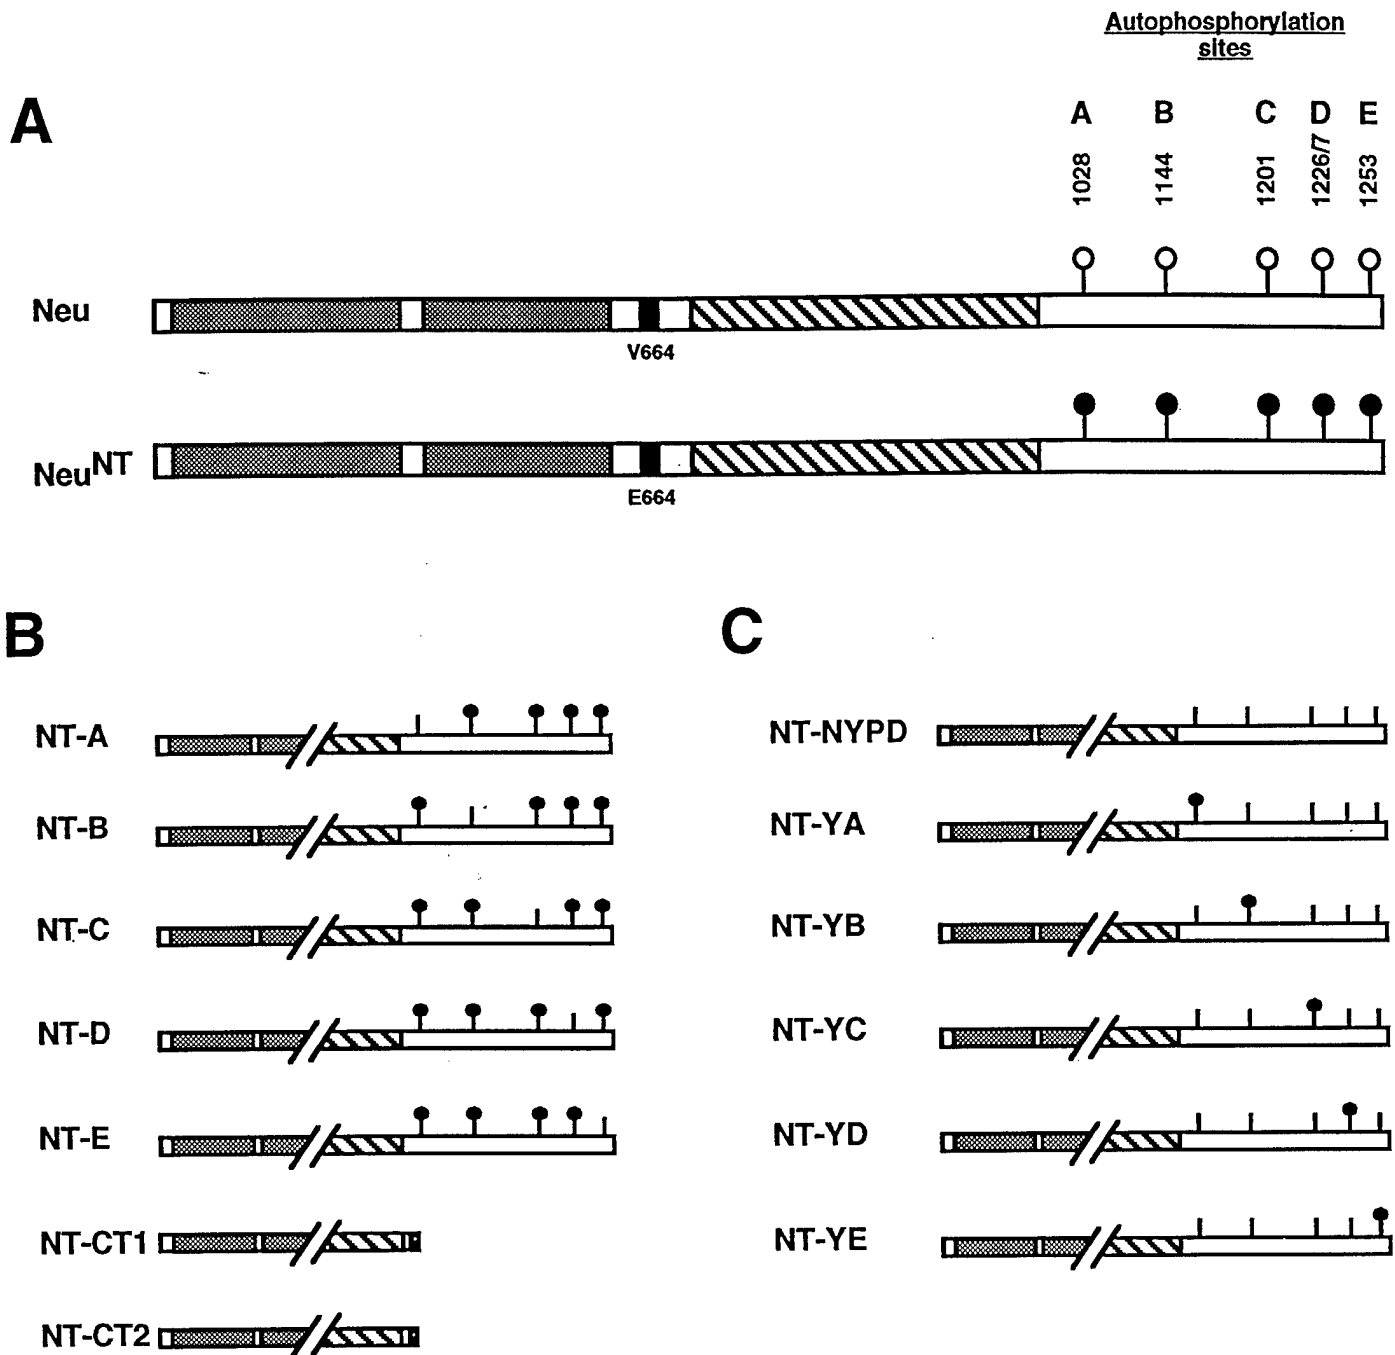 Autophosphorylation
sites
A
A B C D E
1028 1144 1201 1226/7 1253
Neu
V664
NeuNT
E664
B
C
NT-A
NT-B
NT-C
NT-D
NT-E
NT-CT1
NT-CT2
NT-NYPD
NT-YA
NT-YB
NT-YC
NT-YD
NT-YE